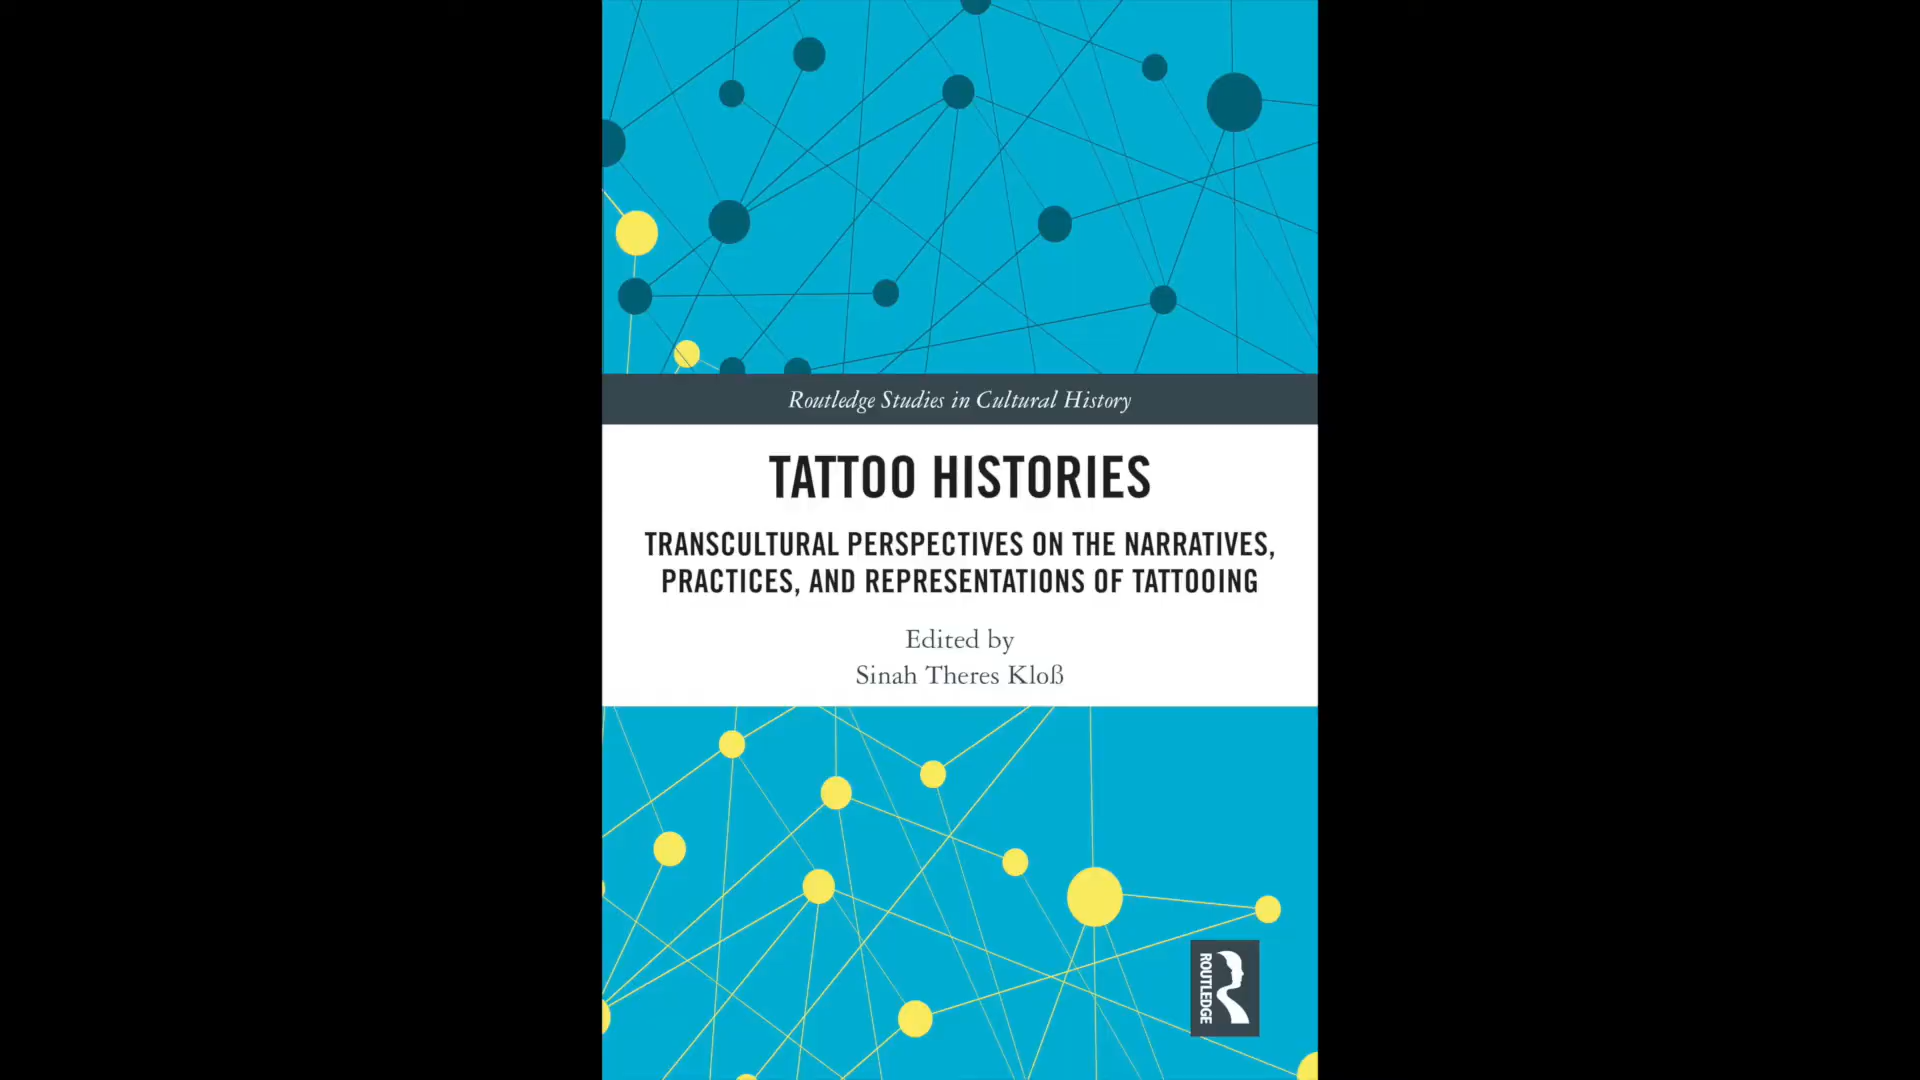 Routledge Studies in Cultural History
TATTOO HISTORIES
TRANSCULTURAL PERSPECTIVES ON THE NARRATIVES,
PRACTICES, AND REPRESENTATIONS OF TATTOOING
Edited by
Sinah Theres Kloß
ROUTLEDGE